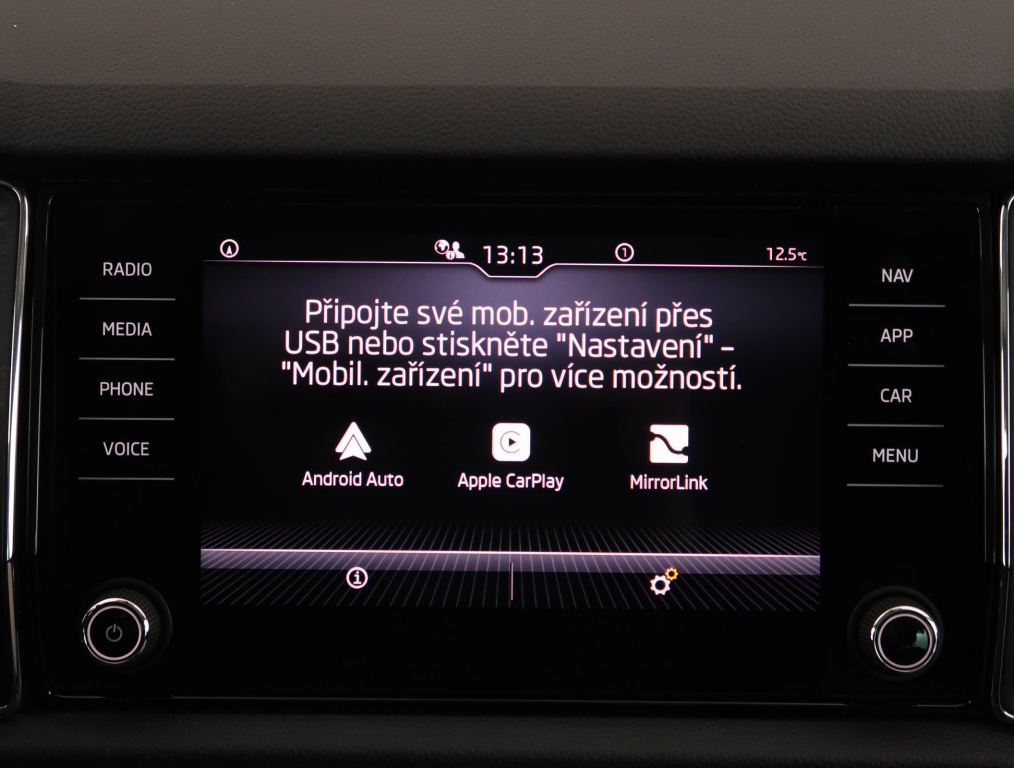 13:13
1
12.5°C
RADIO
MEDIA
PHONE
VOICE
Připojte své mob. zařízení přes
USB nebo stiskněte "Nastavení" –
"Mobil. zařízení" pro více možností.
Android Auto
Apple CarPlay
MirrorLink
NAV
APP
CAR
MENU